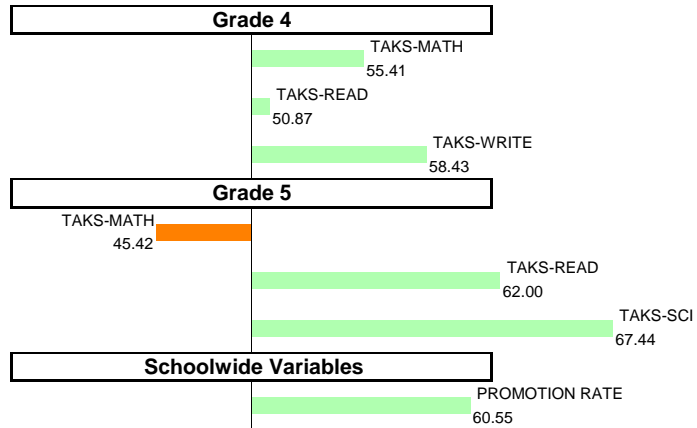 Grade 4
TAKS-MATH
55.41
TAKS-READ
50.87
TAKS-WRITE
58.43
Grade 5
TAKS-MATH
45.42
TAKS-READ
62.00
TAKS-SCI
67.44
Schoolwide Variables
PROMOTION RATE
60.55